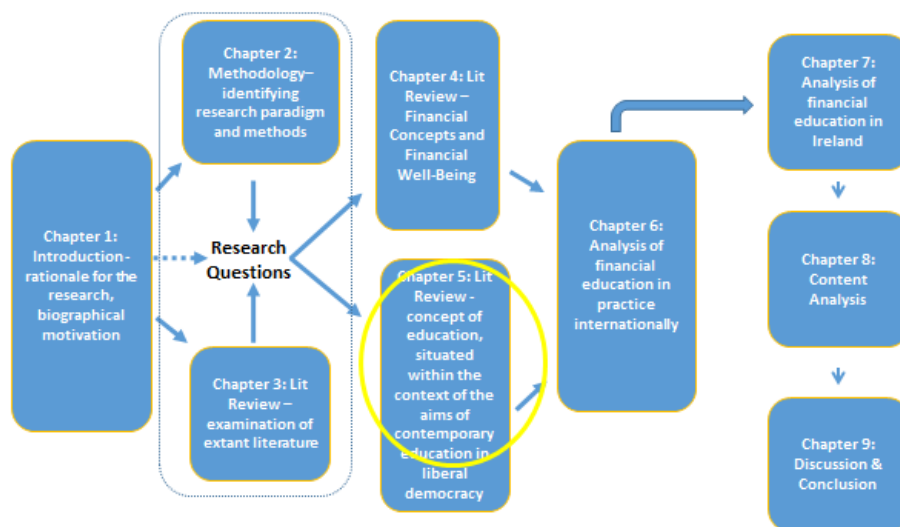 Chapter 1:
Introduction-
rationale for the
research,
biographical
motivation
Chapter 2:
Methodology–
identifying
research paradigm
and methods
Research
Questions
Chapter 3: Lit
Review –
examination of
extant literature
Chapter 4: Lit
Review –
Financial
Concepts and
Financial
Well-Being
Chapter 5: Lit
Review -
concept of
education,
situated
within the
context of the
aims of
contemporary
education in
liberal
democracy
Chapter 6:
Analysis of
financial
education in
practice
internationally
Chapter 7:
Analysis of
financial
education in
Ireland
Chapter 8:
Content
Analysis
Chapter 9:
Discussion &
Conclusion